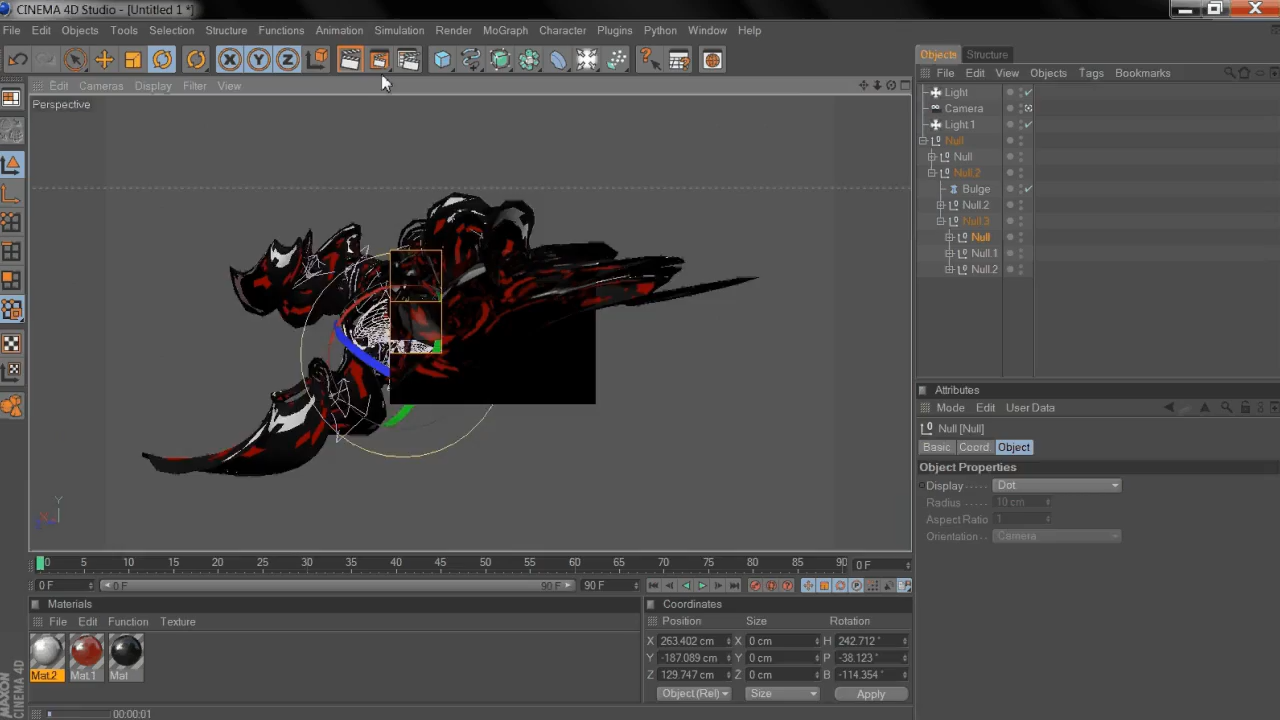 CINEMA 4D Studio - [Untitled 1 *]
File Edit Objects Tools Selection Structure Functions Animation Simulation Render MoGraph Character Plugins Python Window Help
X Y Z
Edit Cameras Display Filter View
Perspective
Y
0 5 10 15 20 25 30 35 40 45 50 55 60 65 70 75 80 85 90 0 F
0 F 0 F 90 F 90 F
Materials
File Edit Function Texture
Mat.2 Mat.1 Mat
Coordinates
Position Size Rotation
X 263.402 cm X 0 cm H 242.712 °
Y -187.089 cm Y 0 cm P -38.123 °
Z 129.747 cm Z 0 cm B -114.354 °
Object (Rel) Size Apply
MAXON CINEMA 4D
00:00:01
Objects Structure
File Edit View Objects Tags Bookmarks
Light
Camera
Light 1
Null
Null
Null.2
Bulge
Null.2
Null.3
Null
Null.1
Null.2
Attributes
Mode Edit User Data
Null [Null]
Basic Coord. Object
Object Properties
Display Dot
Radius 10 cm
Aspect Ratio 1
Orientation Camera